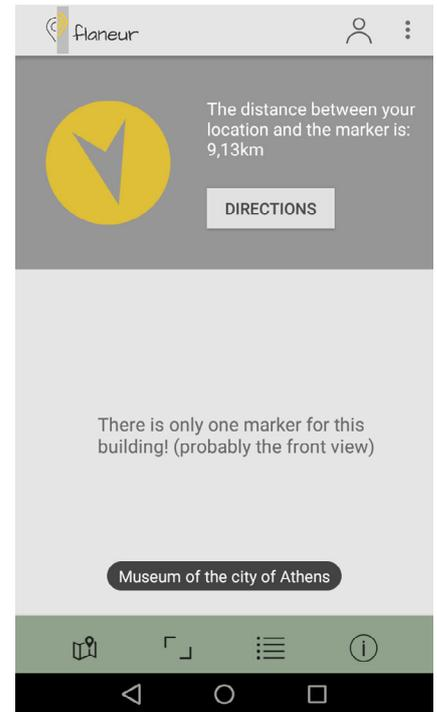 flaneur
The distance between your
location and the marker is:
9,13km
DIRECTIONS
There is only one marker for this
building! (probably the front view)
Museum of the city of Athens